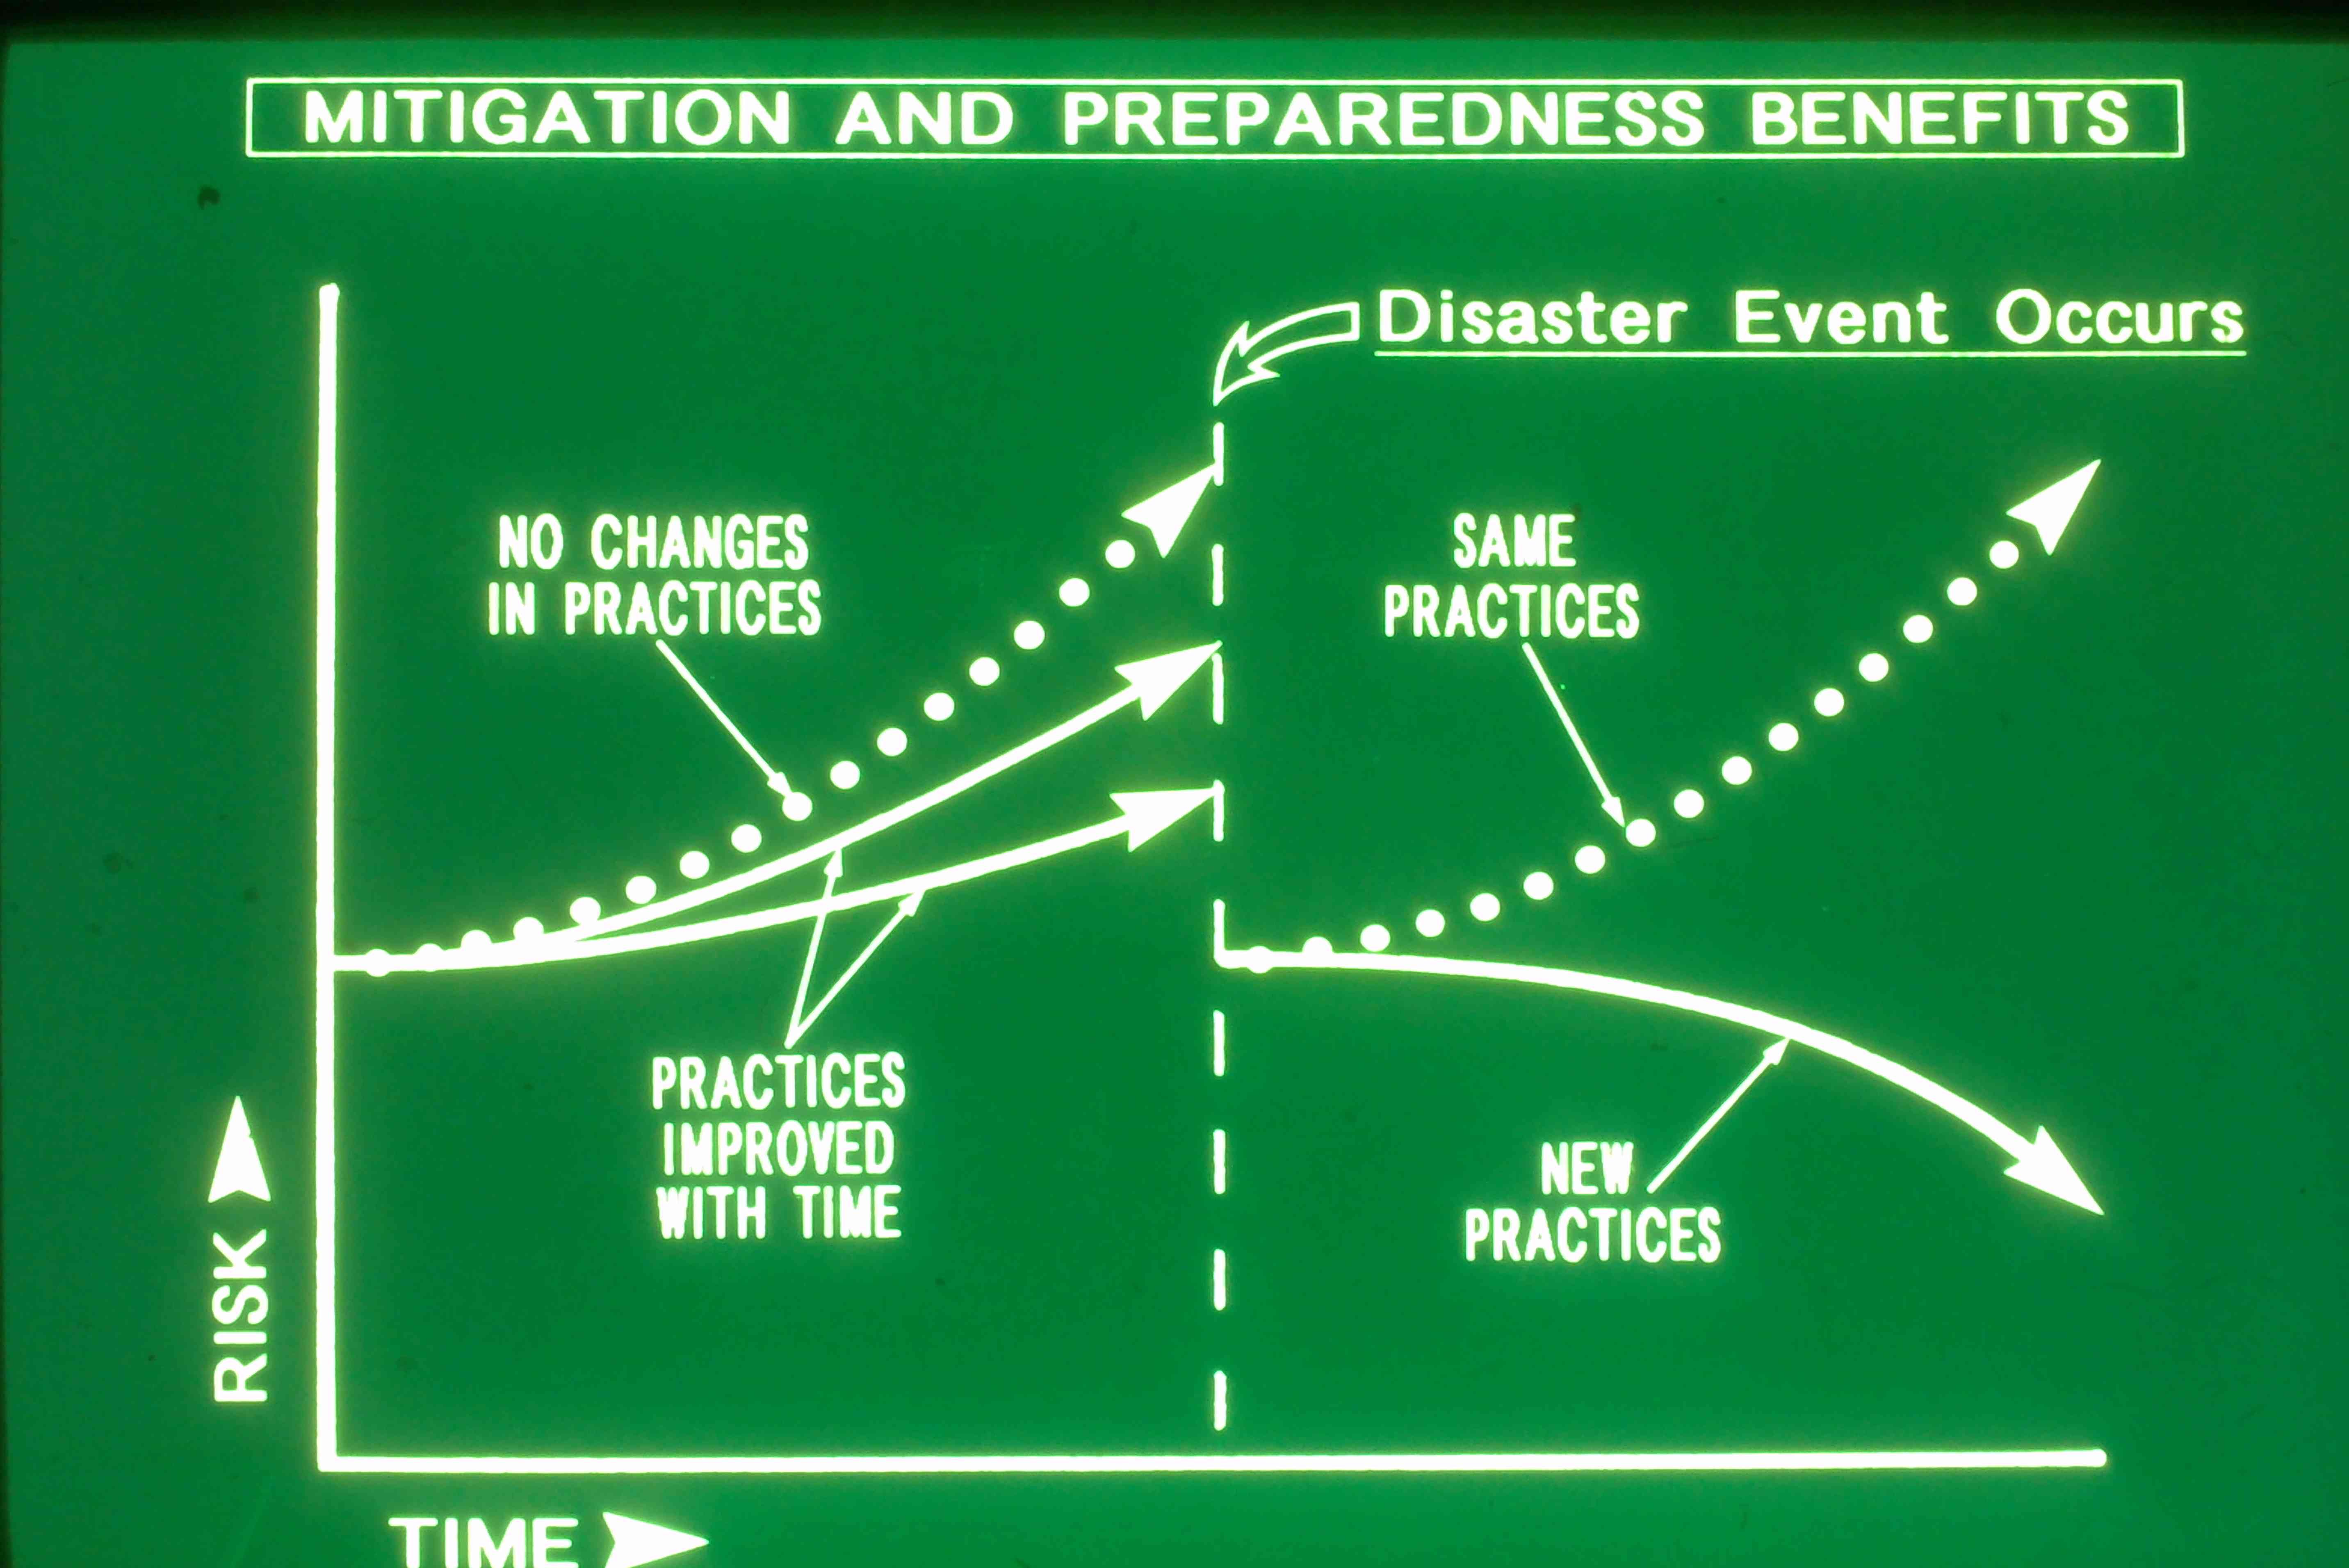 MITIGATION AND PREPAREDNESS BENEFITS
Disaster Event Occurs
NO CHANGES
IN PRACTICES
SAME
PRACTICES
PRACTICES
IMPROVED
WITH TIME
NEW
PRACTICES
RISK
TIME